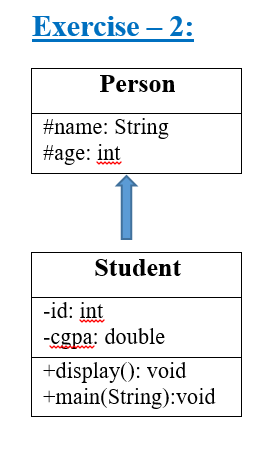 Exercise – 2:
Person
#name: String
#age: int
Student
-id: int
-cgpa: double
+display(): void
+main(String):void